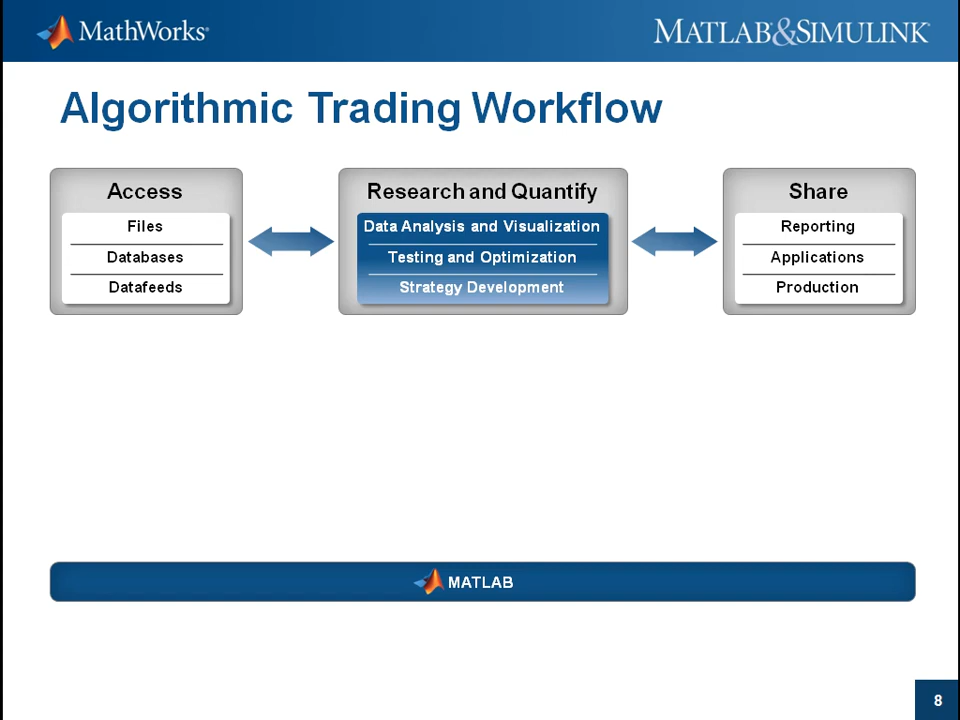 MathWorks®
MATLAB&SIMULINK®
Algorithmic Trading Workflow
Access
Files
Databases
Datafeeds
Research and Quantify
Data Analysis and Visualization
Testing and Optimization
Strategy Development
Share
Reporting
Applications
Production
MATLAB
8